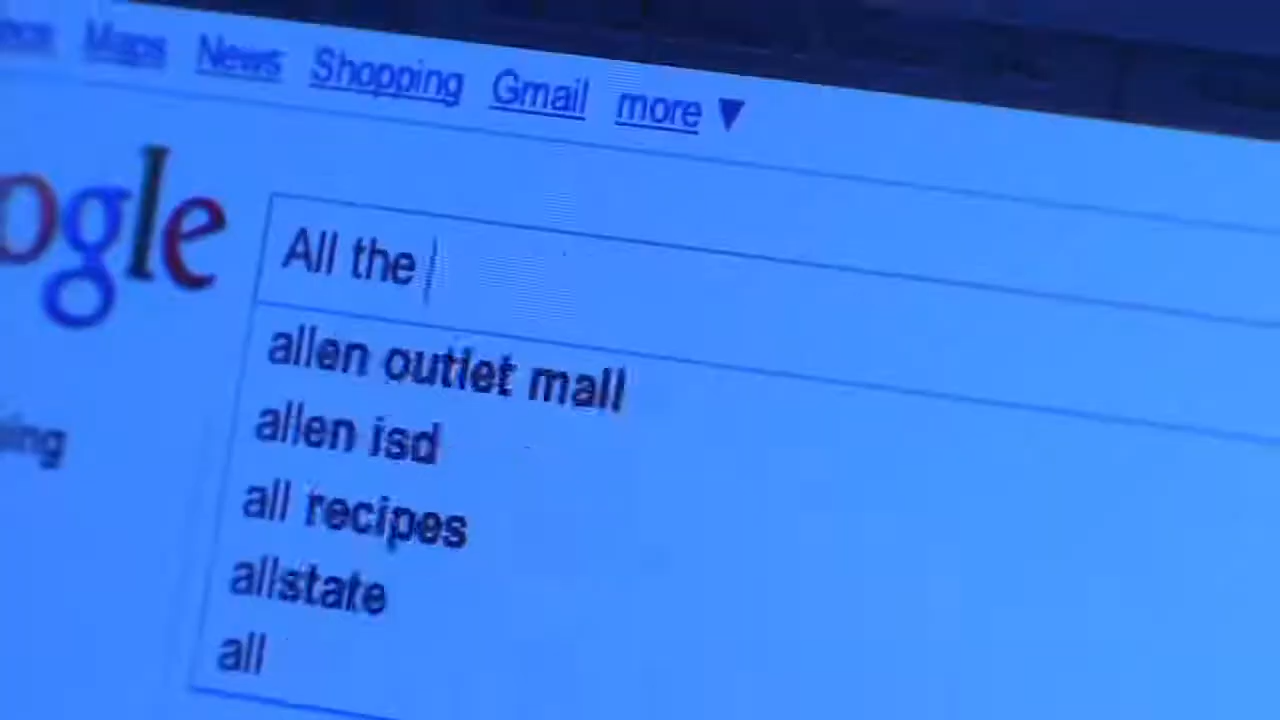 Maps News Shopping Gmail more ▼
ogle
All the
allen outlet mall
allen isd
all recipes
allstate
all